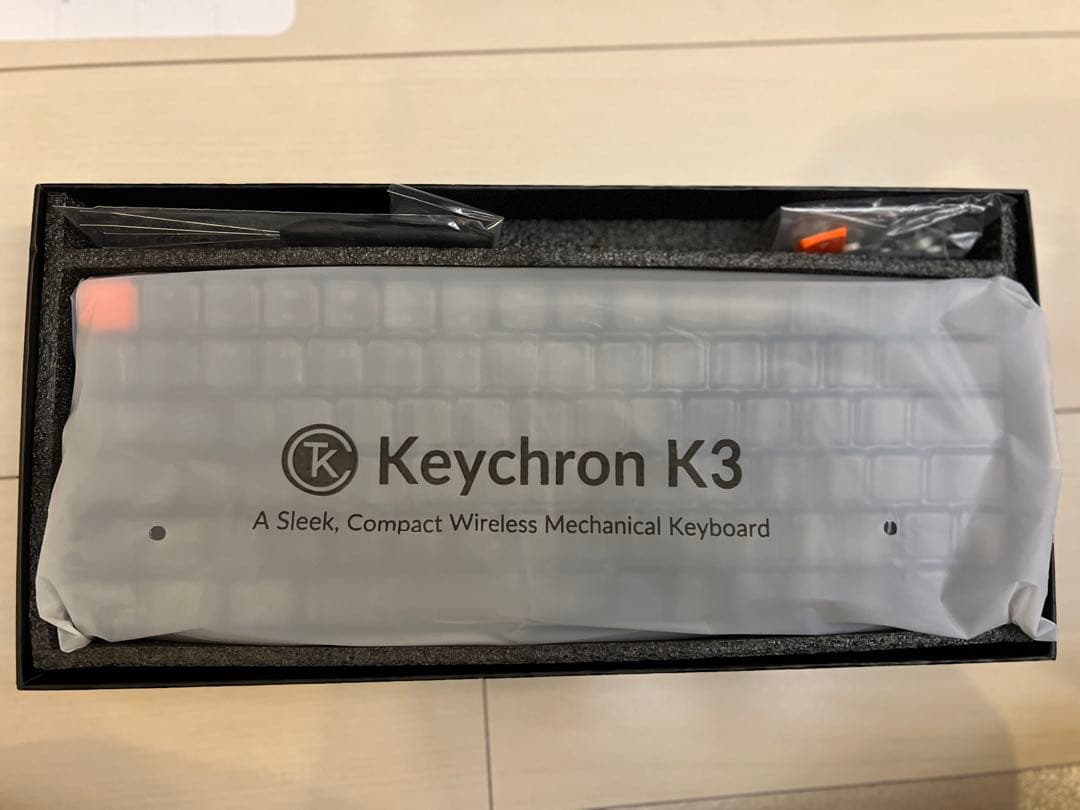 K Keychron K3
A Sleek, Compact Wireless Mechanical Keyboard